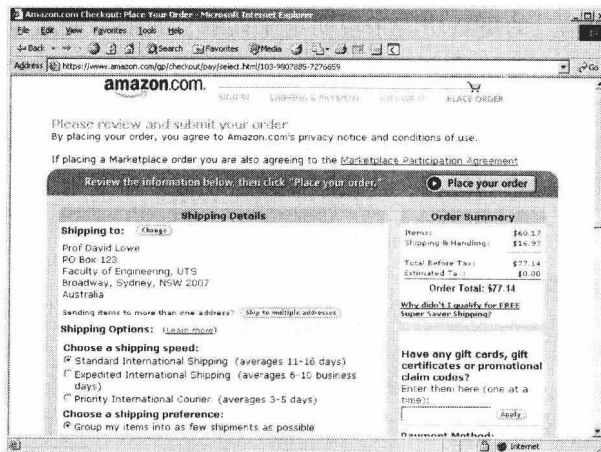 Amazon.com Checkout: Place Your Order - Microsoft Internet Explorer
File Edit View Favorites Tools Help
Back Search Favorites Media
Address https://www.amazon.com/gp/checkout/pay/select.html/103-9807885-7276659 Go
amazon.com.
SIGN IN SHIPPING & PAYMENT PLACE ORDER
Please review and submit your order
By placing your order, you agree to Amazon.com's privacy notice and conditions of use.
If placing a Marketplace order you are also agreeing to the Marketplace Participation Agreement
Review the information below, then click "Place your order."
Place your order
Shipping Details
Shipping to: Change
Prof David Lowe
PO Box 123
Faculty of Engineering, UTS
Broadway, Sydney, NSW 2007
Australia
Sending items to more than one address? Ship to multiple addresses
Shipping Options: (Learn more)
Choose a shipping speed:
Standard International Shipping (averages 11-16 days)
Expedited International Shipping (averages 6-10 business
days)
Priority International Courier (averages 3-5 days)
Choose a shipping preference:
Group my items into as few shipments as possible
Order Summary
Items: $60.17
Shipping & Handling: $16.97
Total Before Tax: $77.14
Estimated Tax: $0.00
Order Total: $77.14
Why didn't I qualify for FREE
Super Saver Shipping?
Have any gift cards, gift
certificates or promotional
claim codes?
Enter them here (one at a
time):
Apply
Payment Method:
Internet